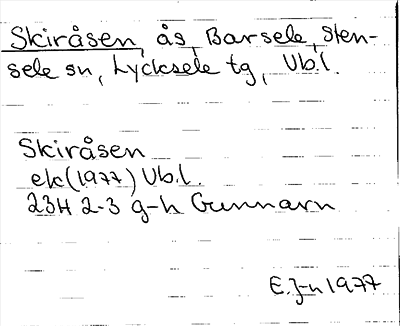 Skiråsen, ås, Barsele, Sten-
sele sn, Lycksele tg, Vb.l.
Skiråsen
ek (1977) Vb.l.
23H 2-3 g-h Gunnarn
E.J-n 1977